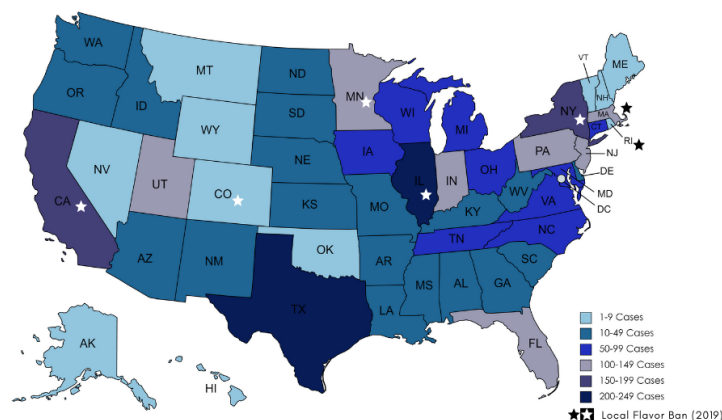 WA
MT
ND
MN
VT
ME
OR
ID
SD
WI
MI
NH
NY
MA
WY
CT
RI
NE
IA
PA
NJ
NV
UT
CO
IL
IN
OH
DE
MD
DC
CA
KS
MO
WV
VA
KY
NC
TN
AZ
NM
OK
AR
SC
MS
AL
GA
TX
LA
FL
AK
HI
1-9 Cases
10-49 Cases
50-99 Cases
100-149 Cases
150-199 Cases
200-249 Cases
Local Flavor Ban (2019)